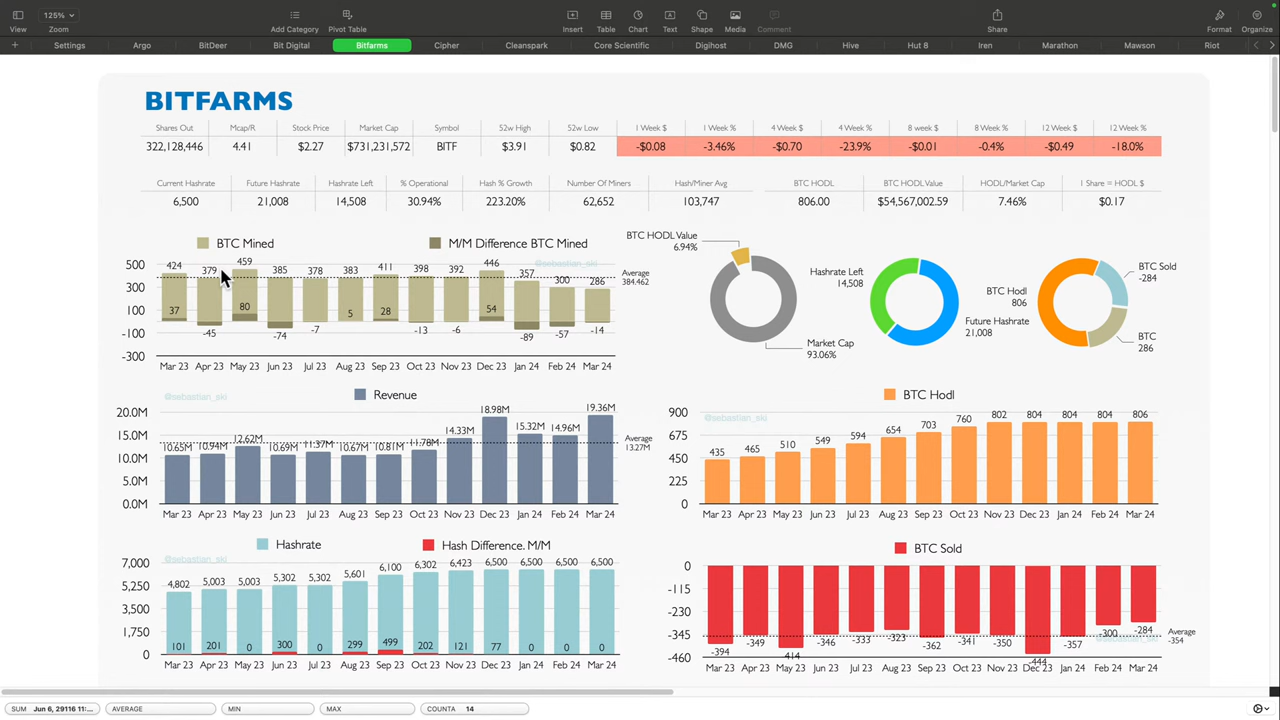 View
125%
Zoom
Add Category
Pivot Table
Insert
Table
Chart
Text
Shape
Media
Comment
Share
Format
Organize
+ Settings Argo BitDeer Bit Digital Bitfarms Cipher Cleanspark Core Scientific Digihost DMG Hive Hut 8 Iren Marathon Mawson Riot
BITFARMS
Shares Out Mcap/R Stock Price Market Cap Symbol 52w High 52w Low 1 Week $ 1 Week % 4 Week $ 4 Week % 8 week $ 8 Week % 12 Week $ 12 Week %
322,128,446 4.41 $2.27 $731,231,572 BITF $3.91 $0.82 -$0.08 -3.46% -$0.70 -23.9% -$0.01 -0.4% -$0.49 -18.0%
Current Hashrate Future Hashrate Hashrate Left % Operational Hash % Growth Number Of Miners Hash/Miner Avg BTC HODL BTC HODL Value HODL/Market Cap 1 Share = HODL $
6,500 21,008 14,508 30.94% 223.20% 62,652 103,747 806.00 $54,567,002.59 7.46% $0.17
BTC Mined M/M Difference BTC Mined
@sebastian_ski
500
300
100
-100
-300
424 379 459 385 378 383 411 398 392 446 357 300 286
37 -45 80 -74 -7 5 28 -13 -6 54 -89 -57 -14
Average
384.462
Mar 23 Apr 23 May 23 Jun 23 Jul 23 Aug 23 Sep 23 Oct 23 Nov 23 Dec 23 Jan 24 Feb 24 Mar 24
BTC HODL Value
6.94%
Market Cap
93.06%
Hashrate Left
14,508
Future Hashrate
21,008
BTC Hodl
806
BTC Sold
-284
BTC
286
@sebastian_ski
Revenue
20.0M
15.0M
10.0M
5.0M
0.0M
10.65M 10.94M 12.62M 10.69M 11.37M 10.67M 10.81M 11.78M 14.33M 18.98M 15.32M 14.96M 19.36M
Average
13.27M
Mar 23 Apr 23 May 23 Jun 23 Jul 23 Aug 23 Sep 23 Oct 23 Nov 23 Dec 23 Jan 24 Feb 24 Mar 24
BTC Hodl
@sebastian_ski
900
675
450
225
0
435 465 510 549 594 654 703 760 802 804 804 804 806
Mar 23 Apr 23 May 23 Jun 23 Jul 23 Aug 23 Sep 23 Oct 23 Nov 23 Dec 23 Jan 24 Feb 24 Mar 24
Hashrate Hash Difference. M/M
@sebastian_ski
7,000
5,250
3,500
1,750
0
4,802 5,003 5,003 5,302 5,302 5,601 6,100 6,302 6,423 6,500 6,500 6,500 6,500
101 201 0 300 0 299 499 202 121 77 0 0 0
Mar 23 Apr 23 May 23 Jun 23 Jul 23 Aug 23 Sep 23 Oct 23 Nov 23 Dec 23 Jan 24 Feb 24 Mar 24
BTC Sold
0
-115
-230
-345
-460
-394 -349 -414 -346 -333 -323 -362 -341 -350 -444 -357 -300 -284
Average
-354
Mar 23 Apr 23 May 23 Jun 23 Jul 23 Aug 23 Sep 23 Oct 23 Nov 23 Dec 23 Jan 24 Feb 24 Mar 24
SUM Jun 6, 29116 11:... AVERAGE MIN MAX COUNTA 14